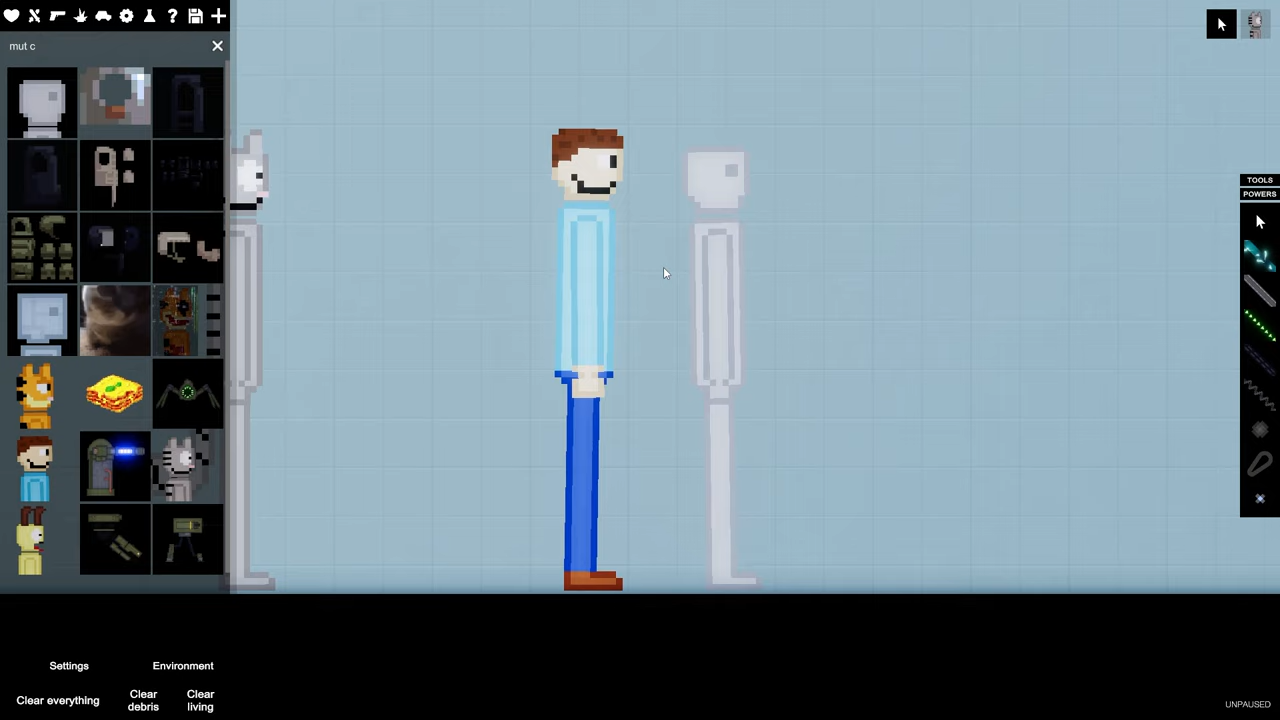 mut c
TOOLS
POWERS
Settings
Environment
Clear everything
Clear
debris
Clear
living
UNPAUSED